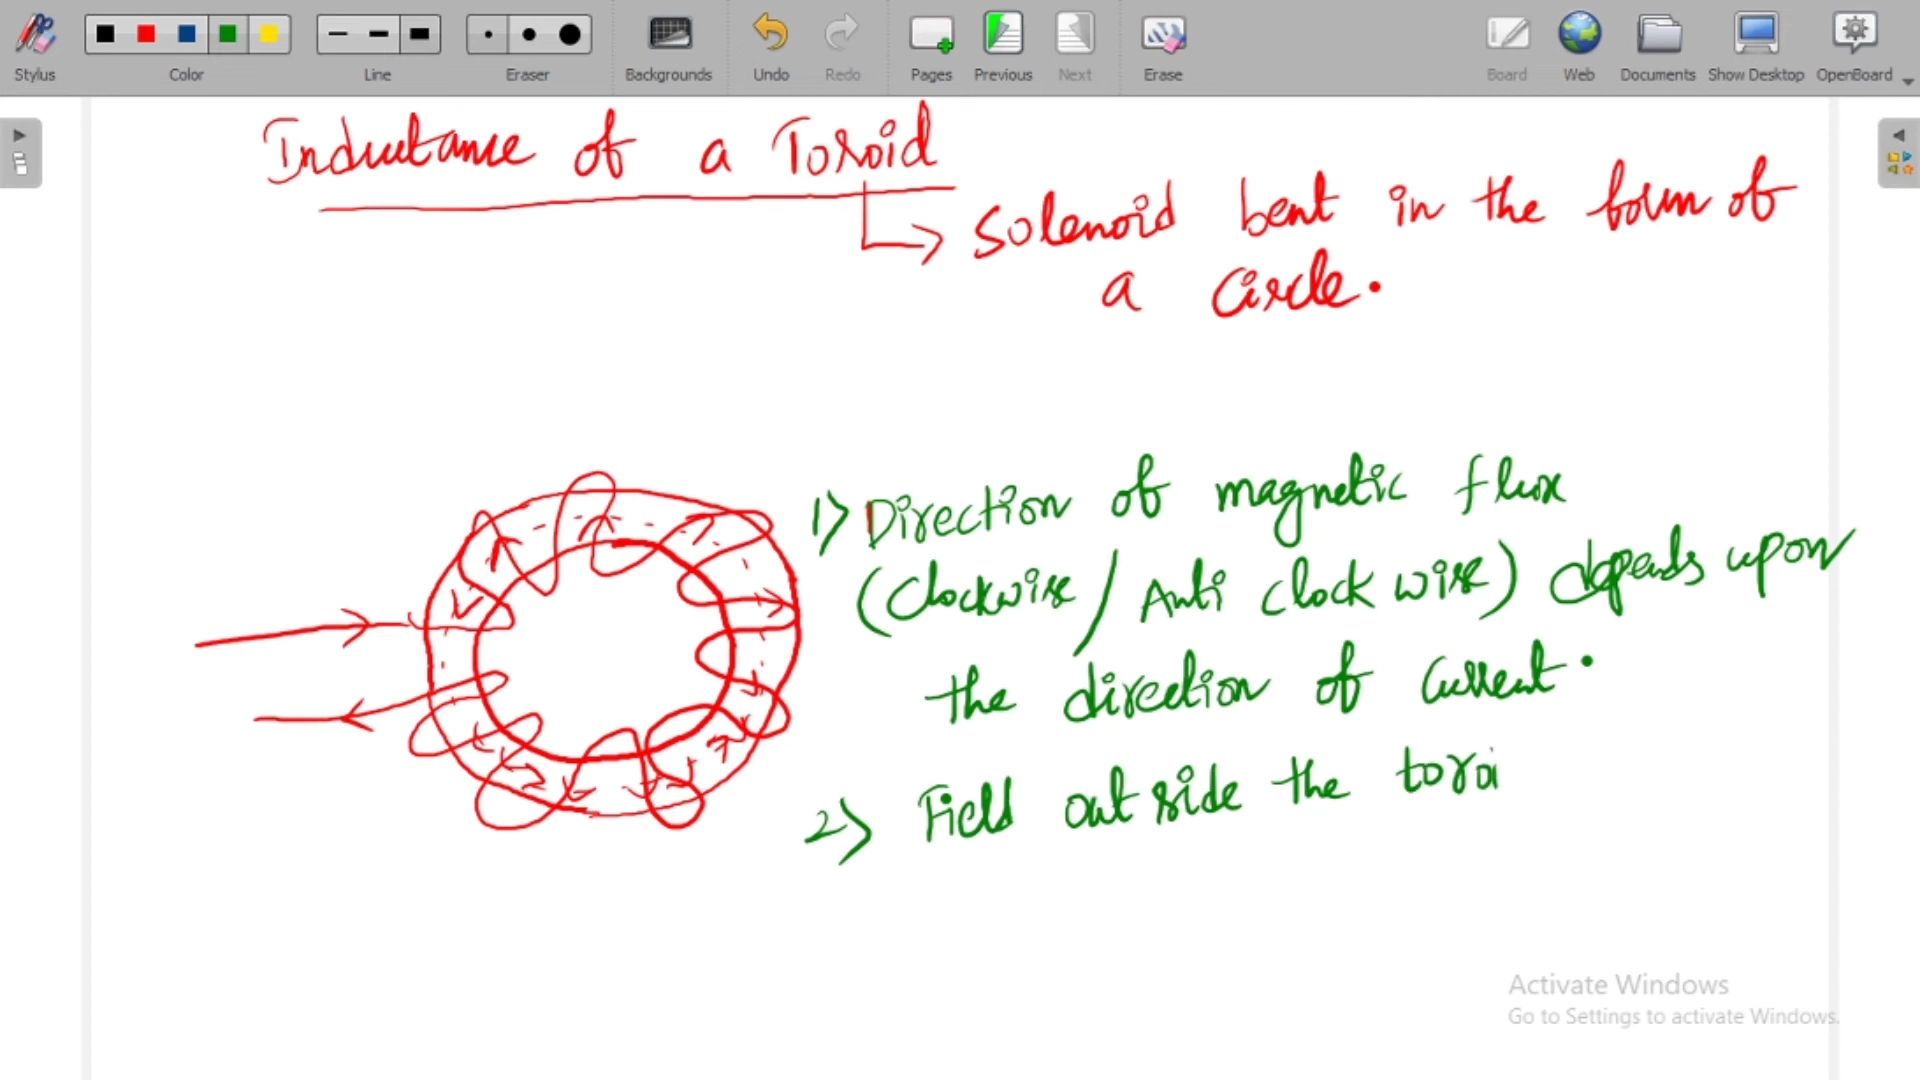 Stylus
Color
Line
Eraser
Backgrounds
Undo
Redo
Pages
Previous
Next
Erase
Board
Web
Documents
Show Desktop
OpenBoard
Inductance of a Toroid
Solenoid bent in the form of
a Circle.
1) Direction of magnetic flux
(Clockwise / Anti clock wise) depends upon
the direction of Current.
2) Field out side the toroi
Activate Windows
Go to Settings to activate Windows.